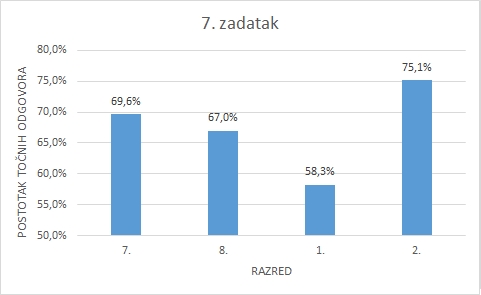 7. zadatak
POSTOTAK TOČNIH ODGOVORA
80,0%
75,0%
70,0%
65,0%
60,0%
55,0%
50,0%
69,6%
67,0%
58,3%
75,1%
7. 8. 1. 2.
RAZRED